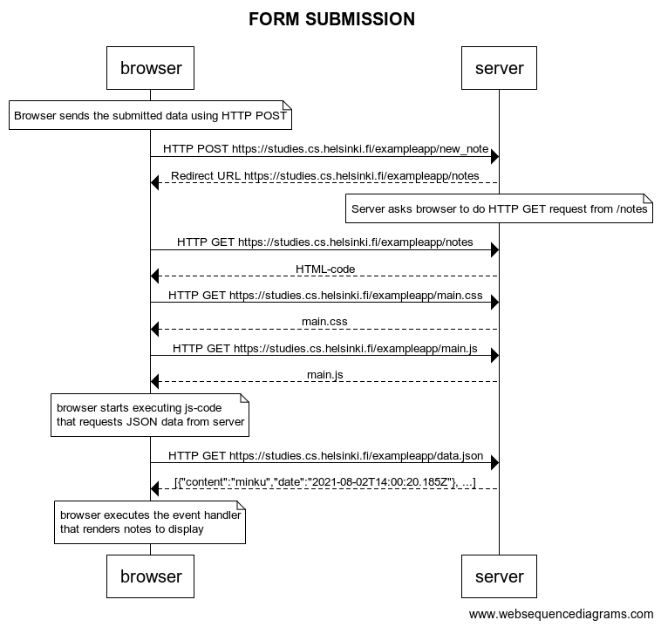 FORM SUBMISSION
browser
server
Browser sends the submitted data using HTTP POST
HTTP POST https://studies.cs.helsinki.fi/exampleapp/new_note
Redirect URL https://studies.cs.helsinki.fi/exampleapp/notes
Server asks browser to do HTTP GET request from /notes
HTTP GET https://studies.cs.helsinki.fi/exampleapp/notes
HTML-code
HTTP GET https://studies.cs.helsinki.fi/exampleapp/main.css
main.css
HTTP GET https://studies.cs.helsinki.fi/exampleapp/main.js
main.js
browser starts executing js-code
that requests JSON data from server
HTTP GET https://studies.cs.helsinki.fi/exampleapp/data.json
[{"content":"minku","date":"2021-08-02T14:00:20.185Z"}, ...]
browser executes the event handler
that renders notes to display
browser
server
www.websequencediagrams.com